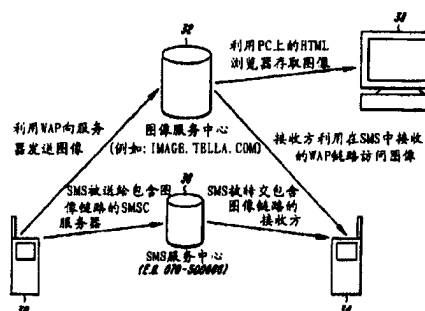 32
38
利用PC上的HTML
浏览器存取图像
利用WAP向服务
器发送图像
图像服务中心
(例如: IMAGE.TELLA.COM)
接收方利用在SMS中接收
的WAP链路访问图像
SMS被送给包含图
像链路的SMSC
服务器
36
SMS被转交包含
图像链路的
接收方
SMS服务中心
34